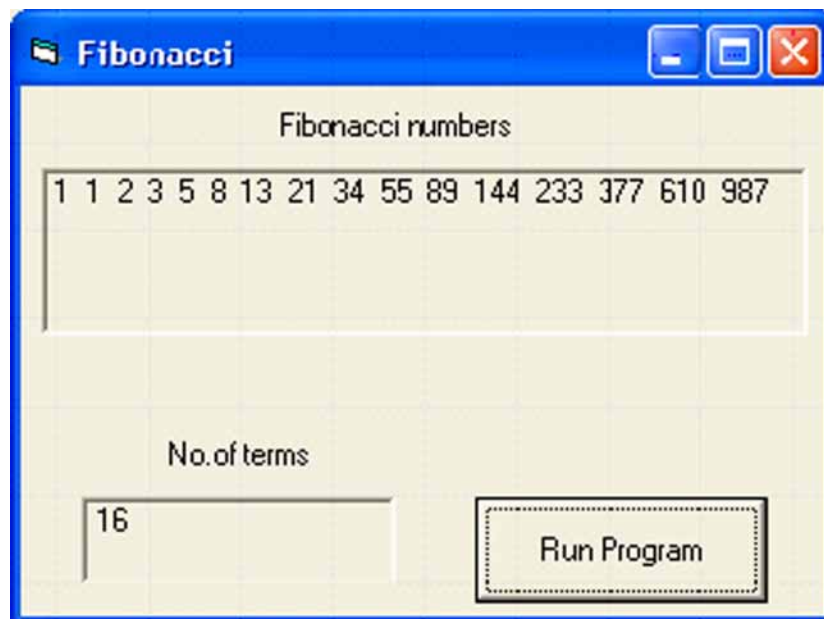 Fibonacci
Fibonacci numbers
1 1 2 3 5 8 13 21 34 55 89 144 233 377 610 987
No.of terms
16
Run Program